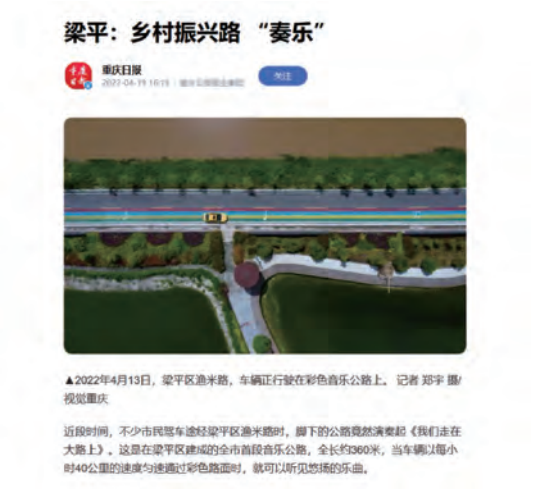 梁平：乡村振兴路 “奏乐”
重庆日报
关注
▲2022年4月13日，梁平区渔米路，车辆正行驶在彩色音乐公路上。 记者 郑宇 摄/
视觉重庆
近段时间，不少市民驾车途经梁平区渔米路时，脚下的公路竟然演奏起《我们走在
大路上》。这是在梁平区建成的全市首段音乐公路，全长约360米，当车辆以每小
时40公里的速度匀速通过彩色路面时，就可以听见悠扬的乐曲。